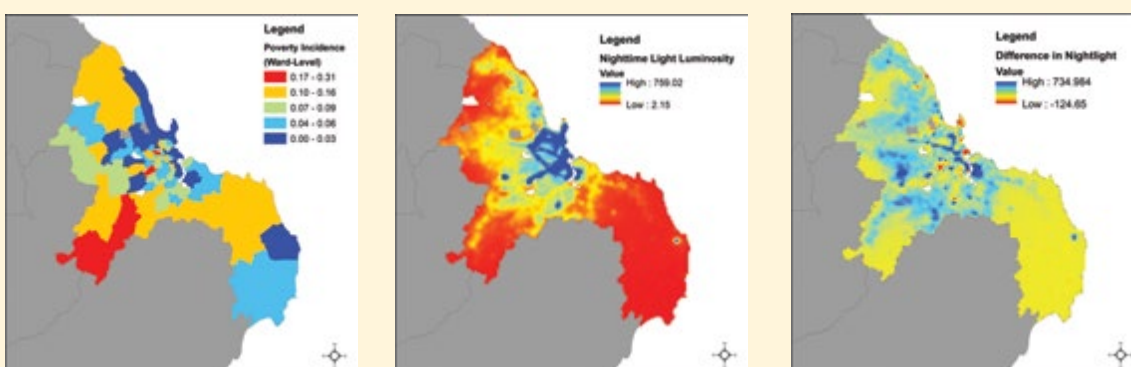 Legend
Poverty Incidence
(Ward-Level)
0.17 - 0.31
0.10 - 0.16
0.07 - 0.09
0.04 - 0.06
0.00 - 0.03
Legend
Nighttime Light Luminosity
Value
High : 759.02
Low : 2.15
Legend
Difference in Nightlight
Value
High : 734.984
Low : -124.65